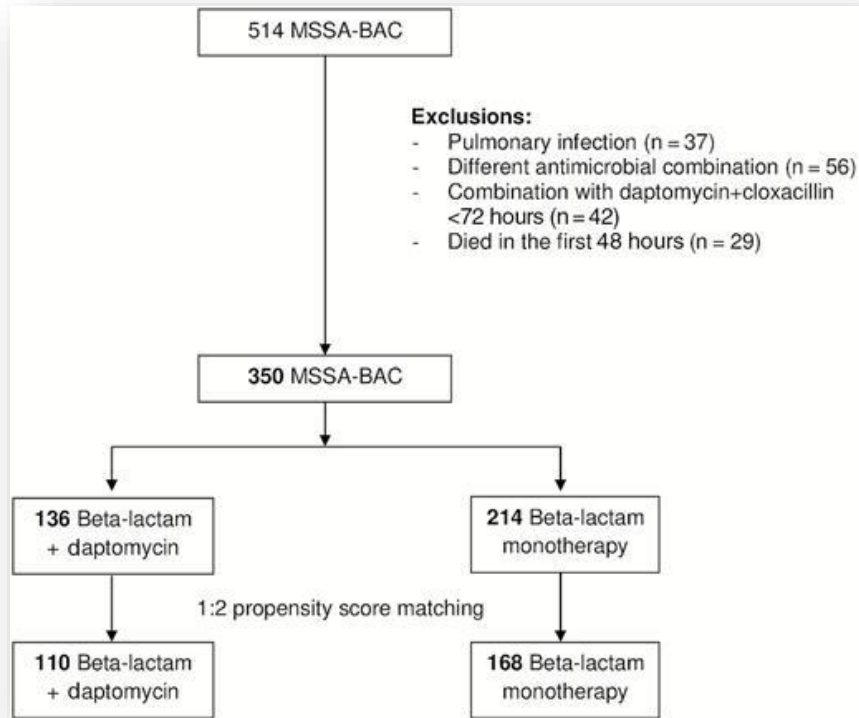 514 MSSA-BAC
Exclusions:
- Pulmonary infection (n = 37)
- Different antimicrobial combination (n = 56)
- Combination with daptomycin+cloxacillin
<72 hours (n = 42)
- Died in the first 48 hours (n = 29)
350 MSSA-BAC
136 Beta-lactam
+ daptomycin
214 Beta-lactam
monotherapy
1:2 propensity score matching
110 Beta-lactam
+ daptomycin
168 Beta-lactam
monotherapy